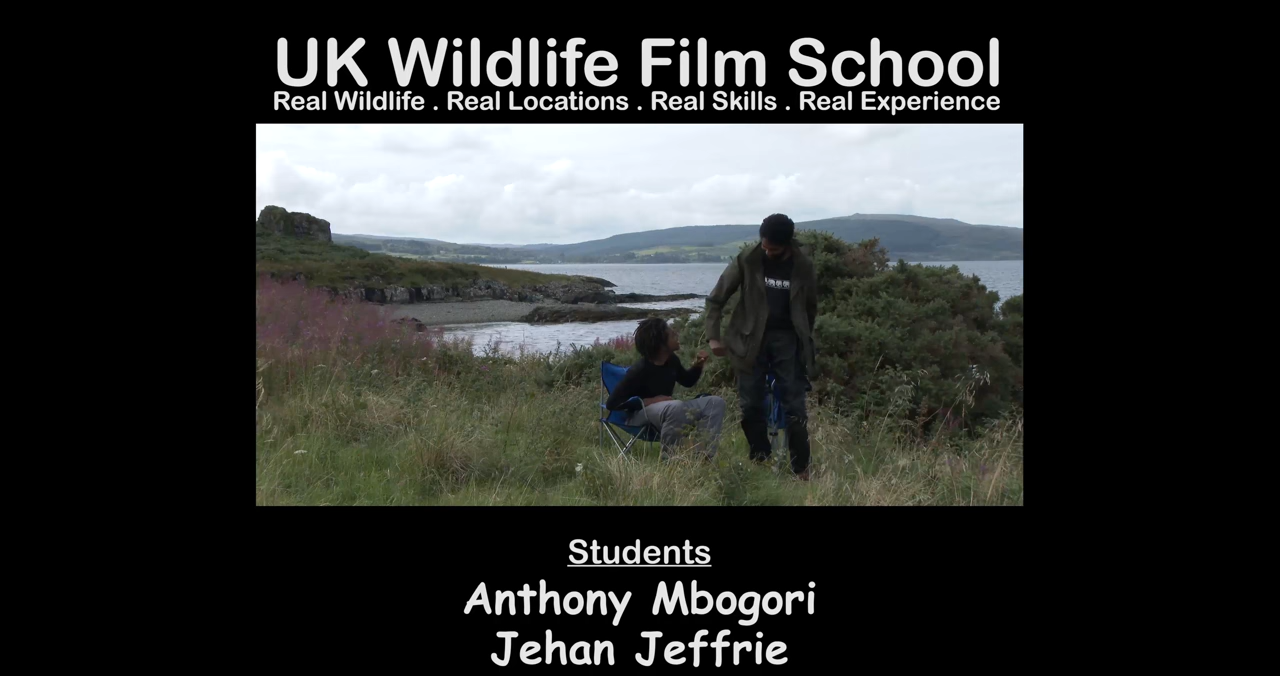 UK Wildlife Film School
Real Wildlife . Real Locations . Real Skills . Real Experience
Students
Anthony Mbogori
Jehan Jeffrie